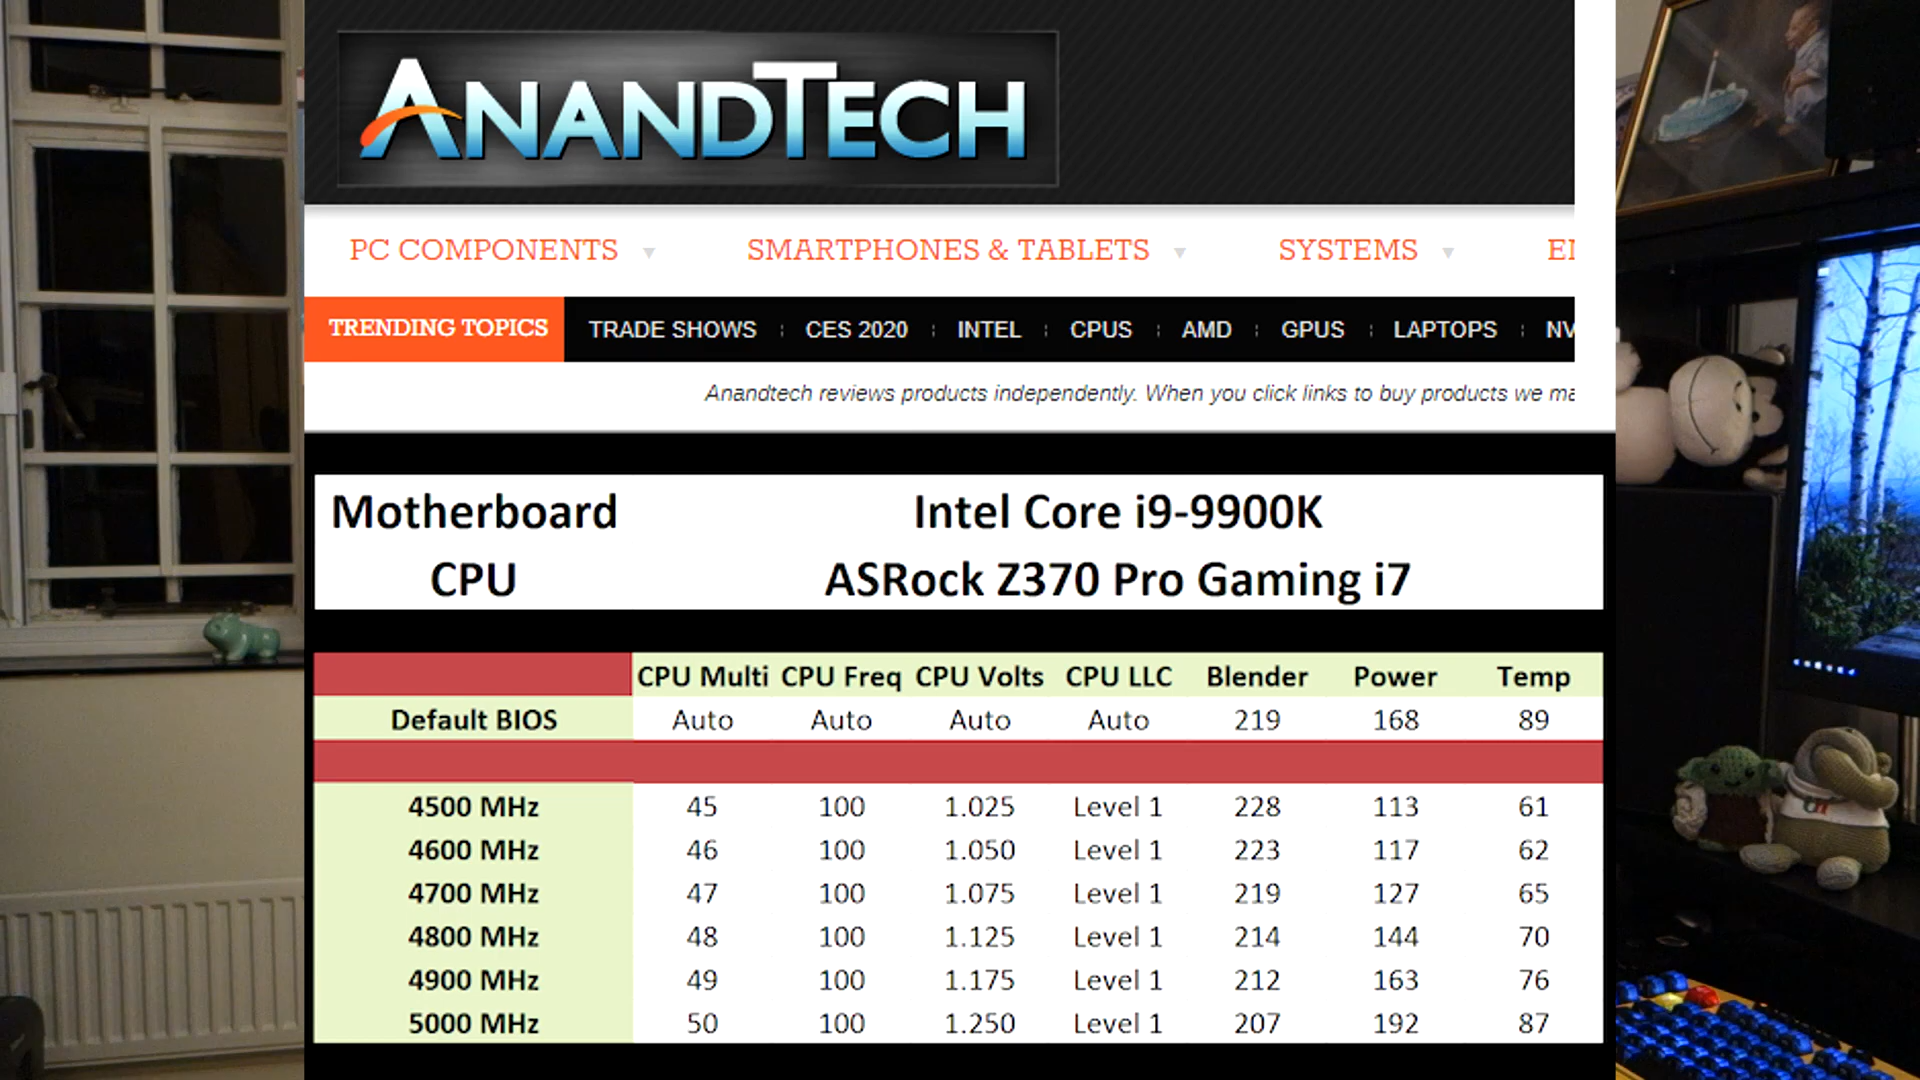 ANANDTECH
PC COMPONENTS SMARTPHONES & TABLETS SYSTEMS
TRENDING TOPICS TRADE SHOWS CES 2020 INTEL CPUS AMD GPUS LAPTOPS NV
Anandtech reviews products independently. When you click links to buy products we ma
Motherboard Intel Core i9-9900K
CPU ASRock Z370 Pro Gaming i7
CPU Multi CPU Freq CPU Volts CPU LLC Blender Power Temp
Default BIOS Auto Auto Auto Auto 219 168 89
4500 MHz 45 100 1.025 Level 1 228 113 61
4600 MHz 46 100 1.050 Level 1 223 117 62
4700 MHz 47 100 1.075 Level 1 219 127 65
4800 MHz 48 100 1.125 Level 1 214 144 70
4900 MHz 49 100 1.175 Level 1 212 163 76
5000 MHz 50 100 1.250 Level 1 207 192 87